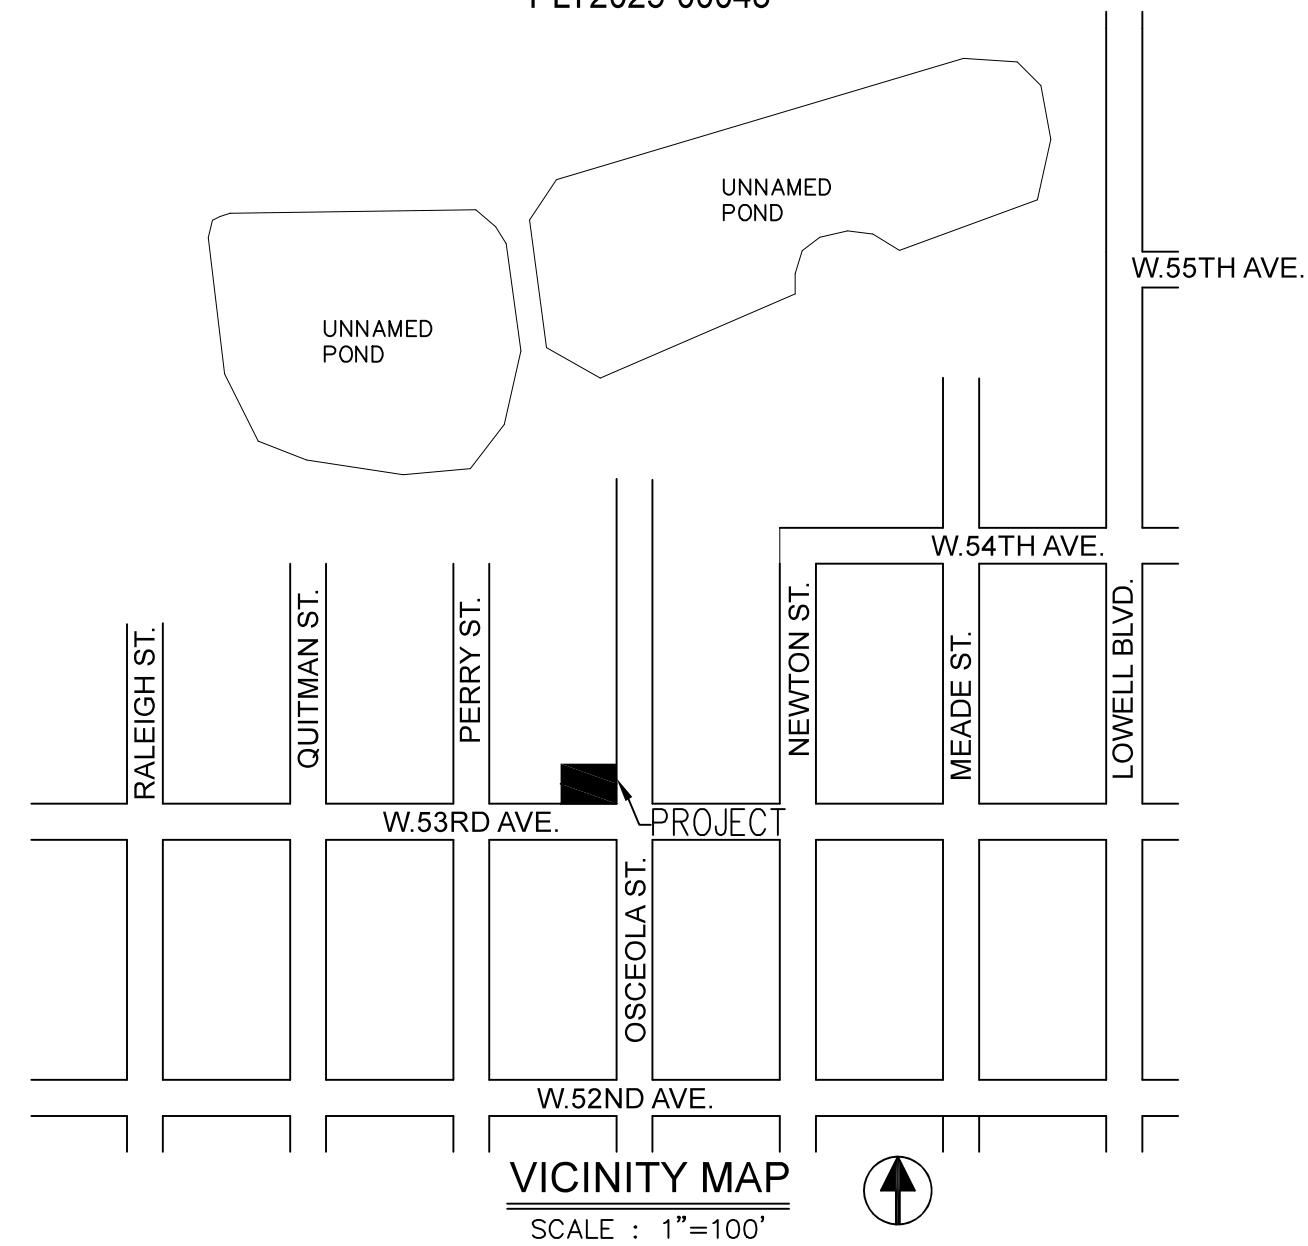 UNNAMED
POND
W.55TH AVE.
UNNAMED
POND
W.54TH AVE.
RALEIGH ST.
QUITMAN ST.
PERRY ST.
NEWTON ST.
MEADE ST.
LOWELL BLVD.
W.53RD AVE.
PROJECT
OSCEOLA ST.
W.52ND AVE.
VICINITY MAP
SCALE : 1"=100'